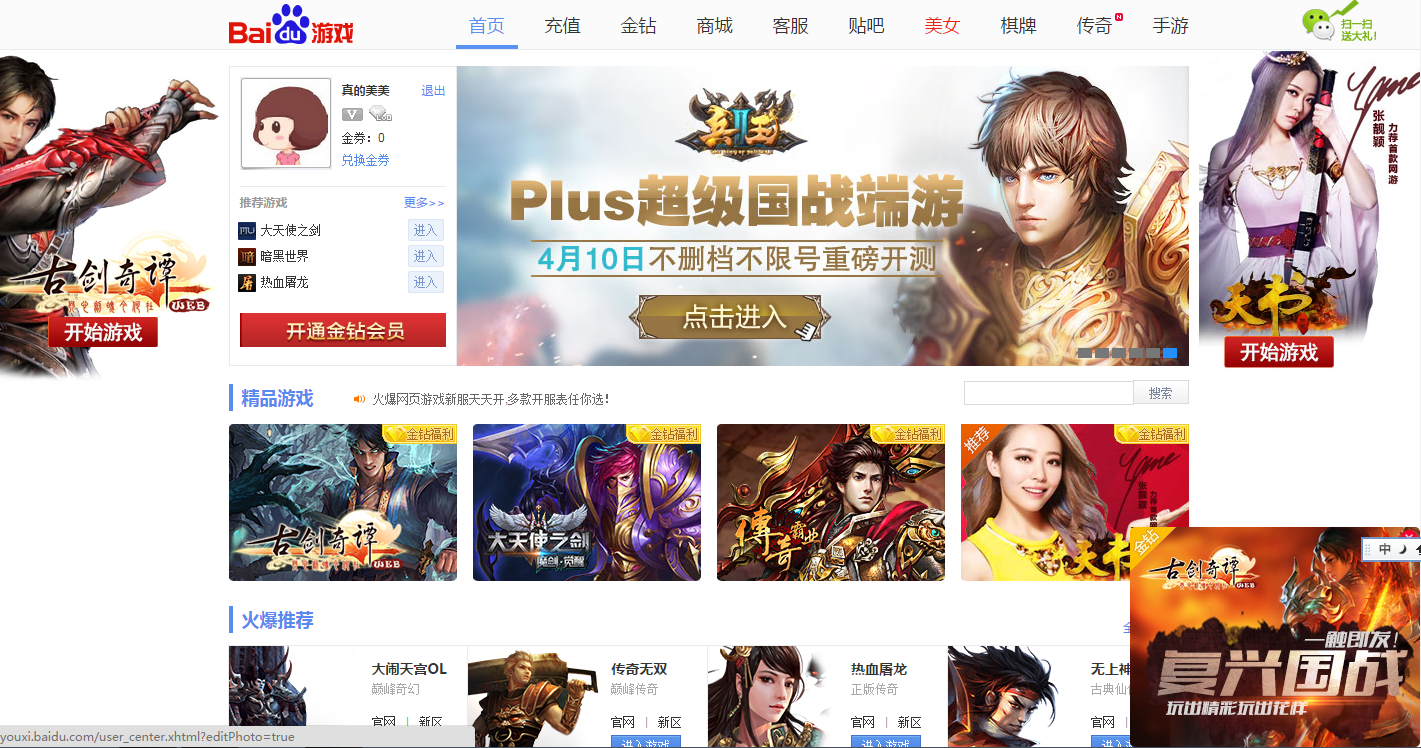 Bai du 游戏
首页 充值 金钻 商城 客服 贴吧 美女 棋牌 传奇 N 手游
扫一扫
送大礼!
真的美美 退出
V
金券：0
兑换金券
推荐游戏 更多>>
大天使之剑 进入
暗黑世界 进入
热血屠龙 进入
开通金钻会员
古剑奇谭
WEB
开始游戏
兵王
II
Plus超级国战端游
4月10日不删档不限号重磅开测
点击进入
张靓颖
力荐首款网游
天书
开始游戏
精品游戏
火爆网页游戏新服天天开,多款开服表任你选!
搜索
金钻福利
古剑奇谭
WEB
金钻福利
大天使之剑
魔剑·觉醒
金钻福利
傳奇霸业
推荐
金钻福利
张靓颖
天书
火爆推荐
大闹天宫OL
巅峰奇幻
官网 | 新区
传奇无双
巅峰传奇
官网 | 新区
进入游戏
热血屠龙
正版传奇
官网 | 新区
进入游戏
无上神
古典仙
官网 |
金钻
古剑奇谭
WEB
中
一触即发!
复兴国战
玩出精彩玩出花样
youxi.baidu.com/user_center.xhtml?editPhoto=true